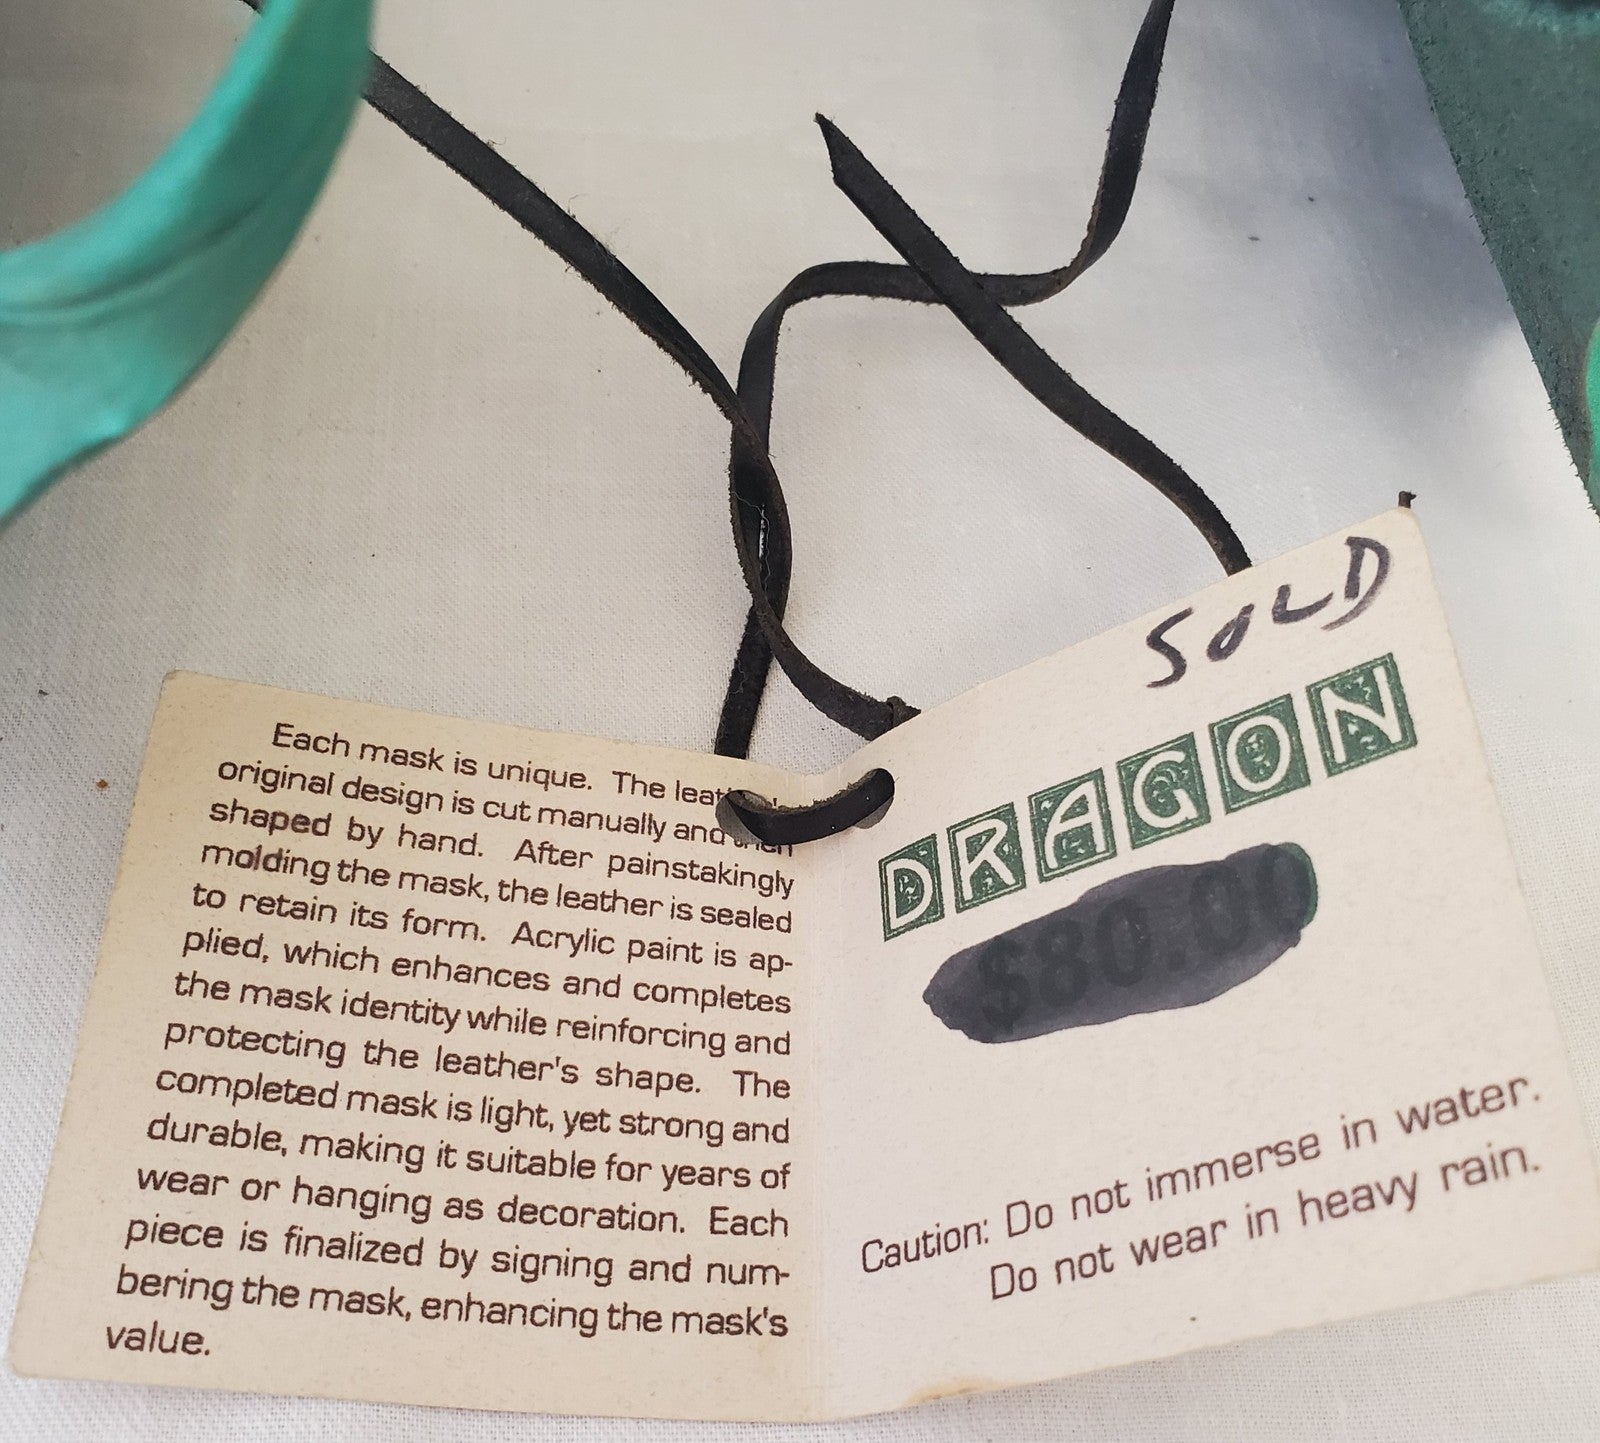 Each mask is unique. The leather's
original design is cut manually and then
shaped by hand. After painstakingly
molding the mask, the leather is sealed
to retain its form. Acrylic paint is ap-
plied, which enhances and completes
the mask identity while reinforcing and
protecting the leather's shape. The
completed mask is light, yet strong and
durable, making it suitable for years of
wear or hanging as decoration. Each
piece is finalized by signing and num-
bering the mask, enhancing the mask's
value.
SOLD
DRAGON
$80.00
Caution: Do not immerse in water.
Do not wear in heavy rain.